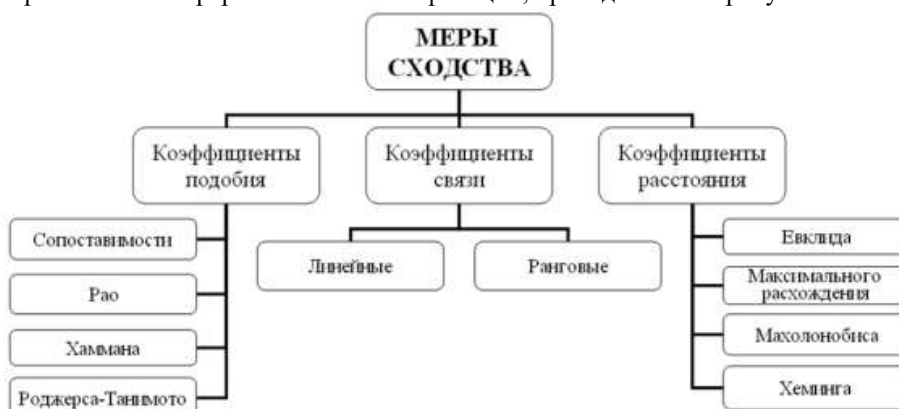 МЕРЫ
СХОДСТВА
Коэффициенты
подобия
Коэффициенты
связи
Коэффициенты
расстояния
Сопоставимости
Рао
Хаммана
Роджерса-Танимото
Линейные
Ранговые
Евклида
Максимального
расхождения
Махолонобиса
Хеминга